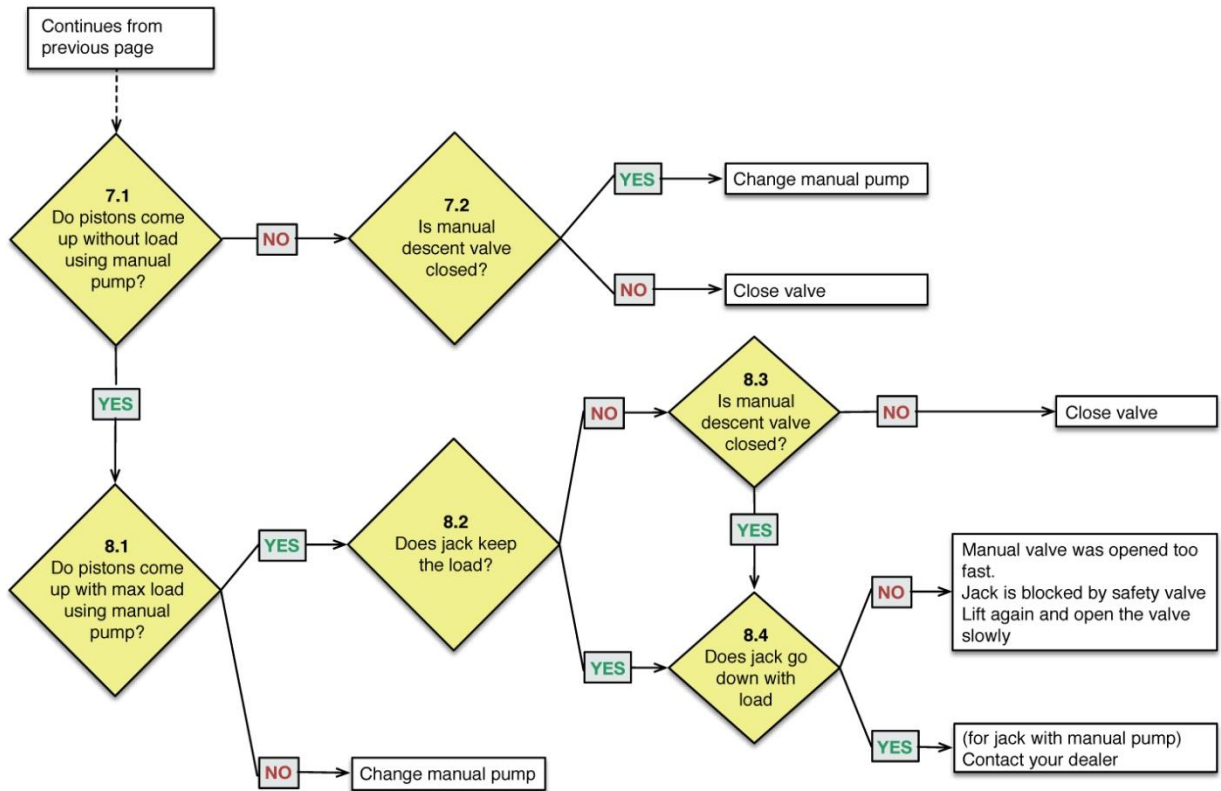 Continues from
previous page
7.1
Do pistons come
up without load
using manual
pump?
NO
7.2
Is manual
descent valve
closed?
YES
Change manual pump
NO
Close valve
YES
8.1
Do pistons come
up with max load
using manual
pump?
YES
8.2
Does jack keep
the load?
NO
8.3
Is manual
descent valve
closed?
NO
Close valve
YES
YES
8.4
Does jack go
down with
load
NO
Manual valve was opened too
fast.
Jack is blocked by safety valve
Lift again and open the valve
slowly
YES
(for jack with manual pump)
Contact your dealer
NO
Change manual pump